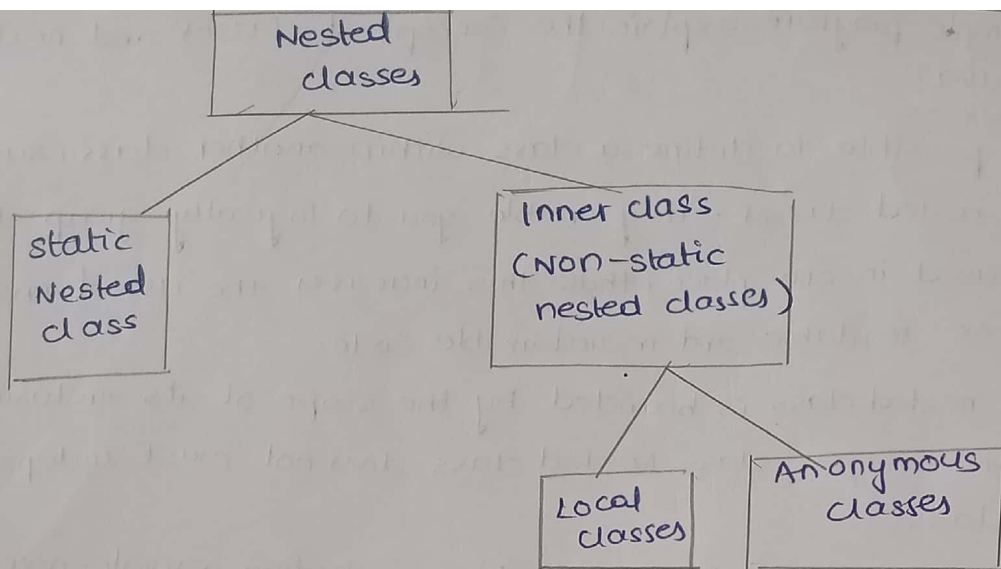 Nested
classes
static
Nested
class
Inner class
(Non-static
nested classes)
Local
classes
Anonymous
classes